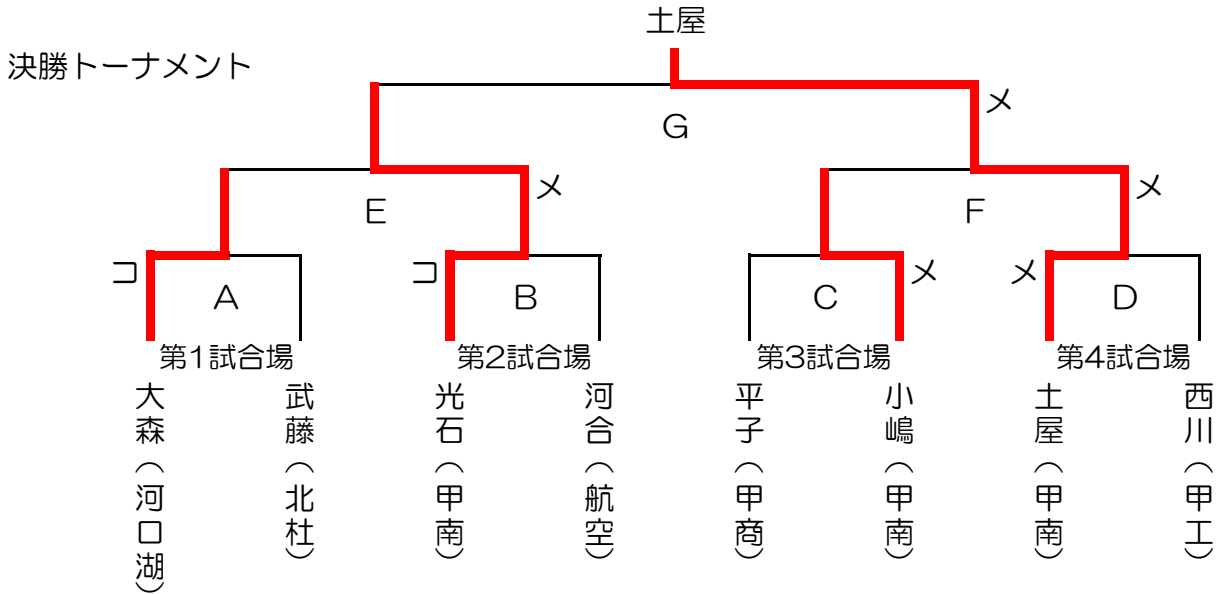 土屋
決勝トーナメント
メ
G
メ
メ
E
F
コ
コ
メ
メ
A
B
C
D
第1試合場
第2試合場
第3試合場
第4試合場
大森（河口湖）
武藤（北杜）
光石（甲南）
河合（航空）
平子（甲商）
小嶋（甲南）
土屋（甲南）
西川（甲工）